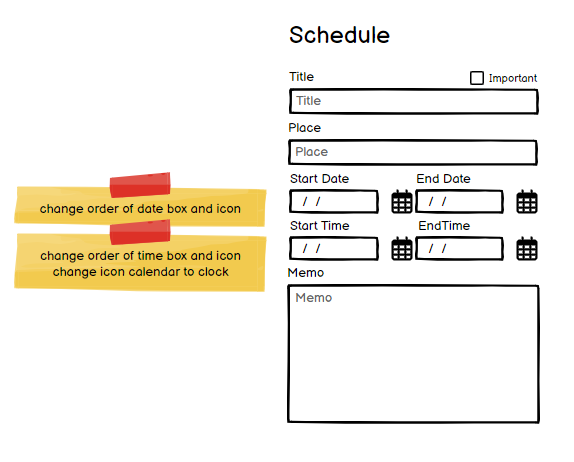 Schedule
Title
Important
Title
Place
Place
Start Date
End Date
/ /
/ /
Start Time
EndTime
/ /
/ /
Memo
Memo
change order of date box and icon
change order of time box and icon
change icon calendar to clock